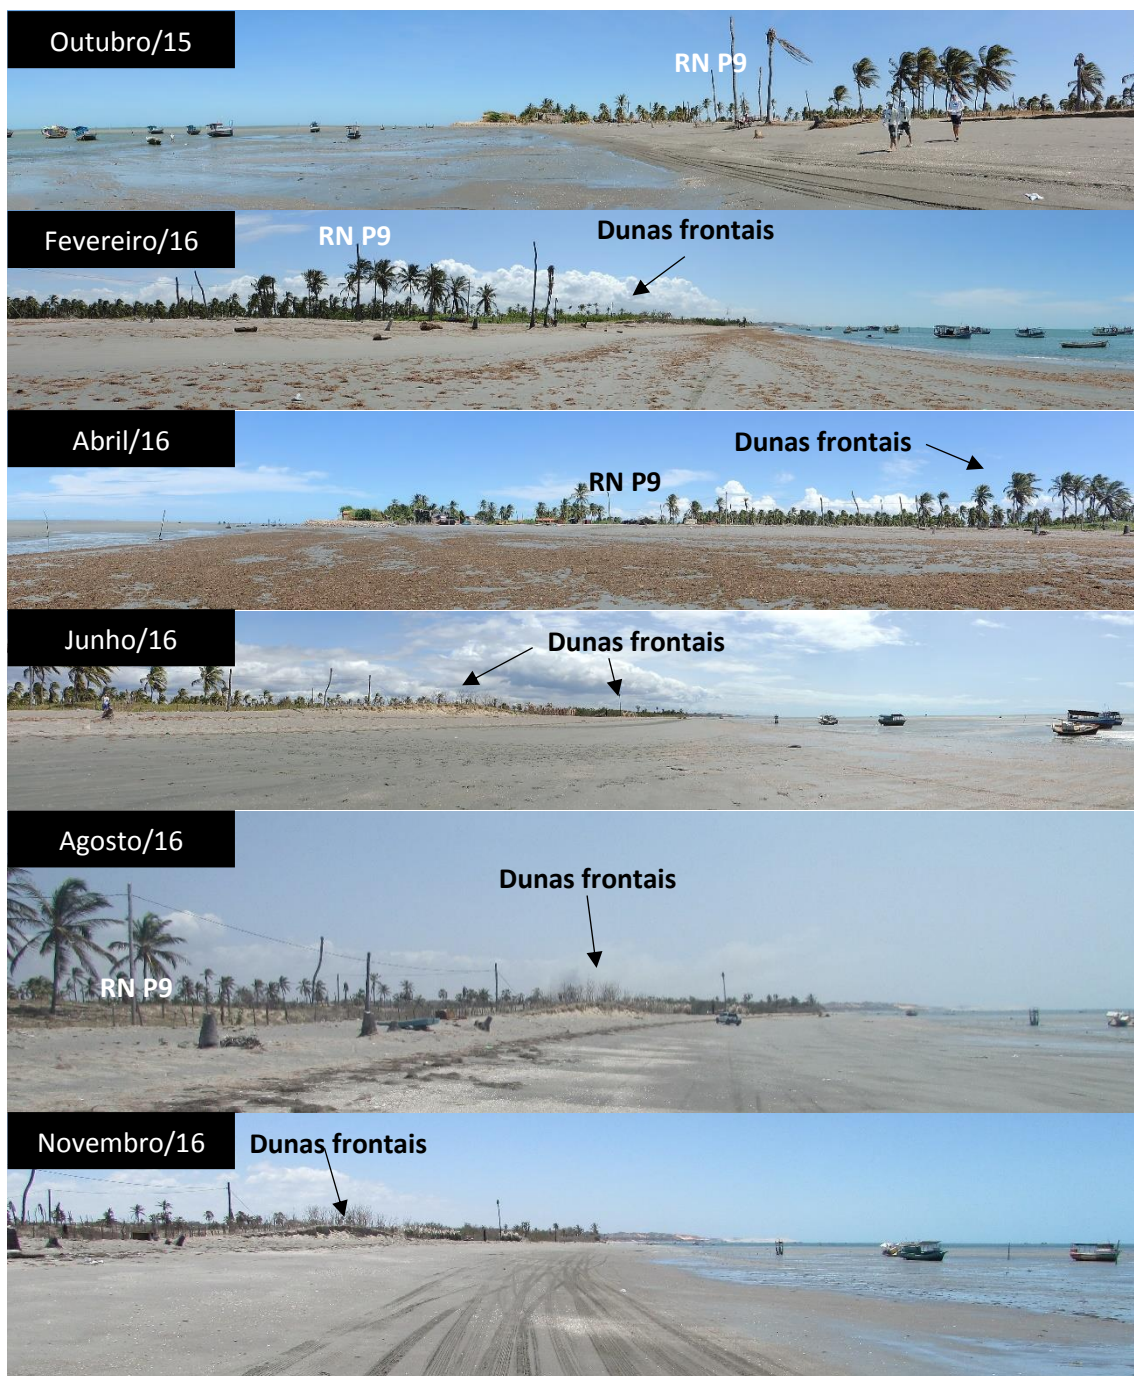 Outubro/15
RN P9
Fevereiro/16
RN P9
Dunas frontais
Abril/16
Dunas frontais
RN P9
Junho/16
Dunas frontais
Agosto/16
Dunas frontais
RN P9
Novembro/16
Dunas frontais